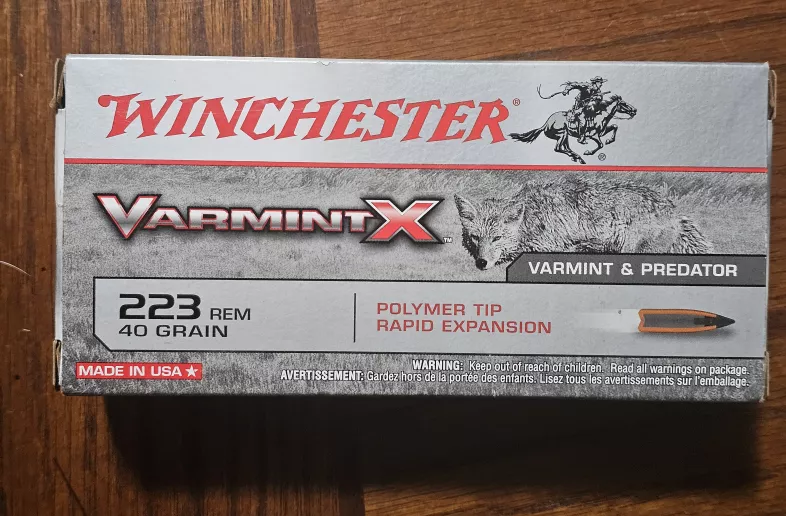 WINCHESTER®
®
VARMINT X™
VARMINT & PREDATOR
223 REM
40 GRAIN
POLYMER TIP
RAPID EXPANSION
MADE IN USA ★
WARNING: Keep out of reach of children. Read all warnings on package.
AVERTISSEMENT: Gardez hors de la portée des enfants. Lisez tous les avertissements sur l'emballage.